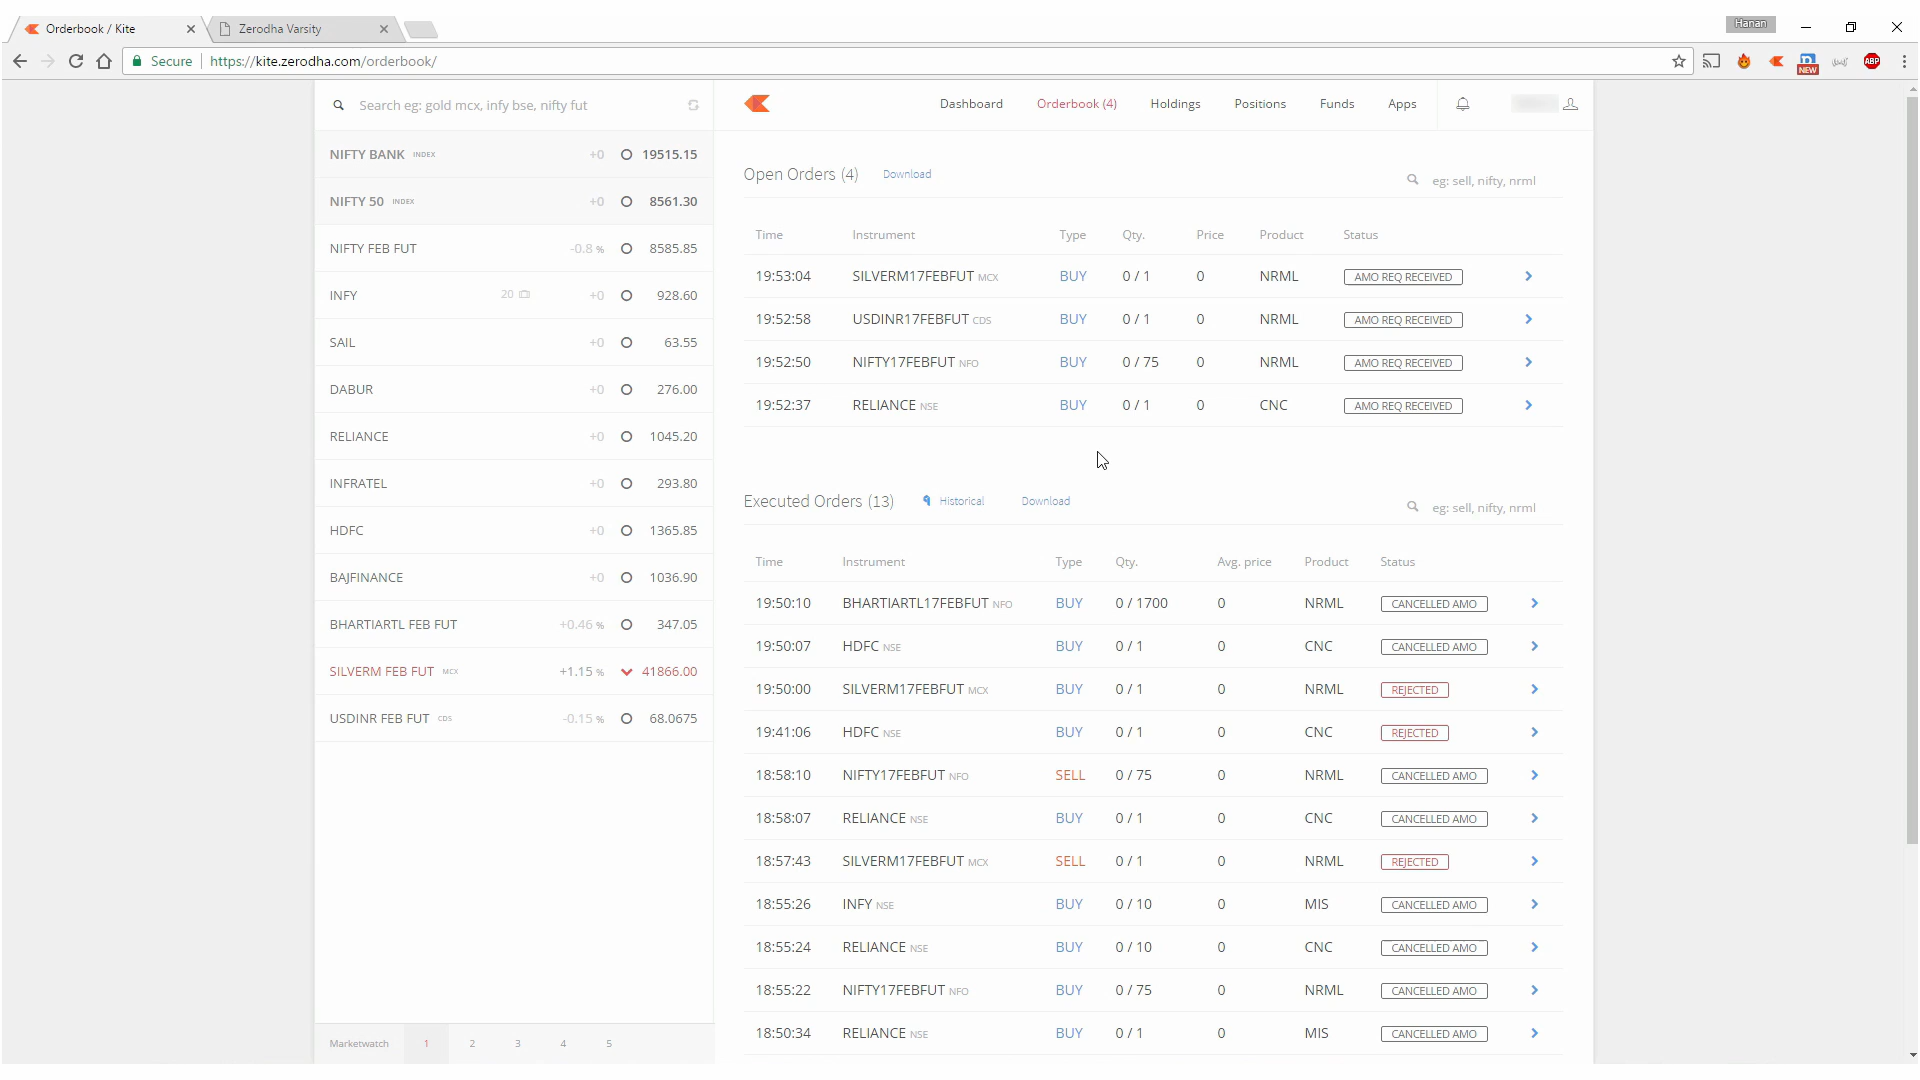 Orderbook / Kite
Zerodha Varsity
Hanan
Secure https://kite.zerodha.com/orderbook/
NEW
ABP
Search eg: gold mcx, infy bse, nifty fut
Dashboard Orderbook (4) Holdings Positions Funds Apps
NIFTY BANK INDEX +0 19515.15
NIFTY 50 INDEX +0 8561.30
NIFTY FEB FUT -0.8 % 8585.85
INFY 20 +0 928.60
SAIL +0 63.55
DABUR +0 276.00
RELIANCE +0 1045.20
INFRATEL +0 293.80
HDFC +0 1365.85
BAJFINANCE +0 1036.90
BHARTIARTL FEB FUT +0.46 % 347.05
SILVERM FEB FUT MCX +1.15 % 41866.00
USDINR FEB FUT CDS -0.15 % 68.0675
Marketwatch 1 2 3 4 5
Open Orders (4) Download eg: sell, nifty, nrml
Time Instrument Type Qty. Price Product Status
19:53:04 SILVERM17FEBFUT MCX BUY 0 / 1 0 NRML AMO REQ RECEIVED
19:52:58 USDINR17FEBFUT CDS BUY 0 / 1 0 NRML AMO REQ RECEIVED
19:52:50 NIFTY17FEBFUT NFO BUY 0 / 75 0 NRML AMO REQ RECEIVED
19:52:37 RELIANCE NSE BUY 0 / 1 0 CNC AMO REQ RECEIVED
Executed Orders (13) Historical Download eg: sell, nifty, nrml
Time Instrument Type Qty. Avg. price Product Status
19:50:10 BHARTIARTL17FEBFUT NFO BUY 0 / 1700 0 NRML CANCELLED AMO
19:50:07 HDFC NSE BUY 0 / 1 0 CNC CANCELLED AMO
19:50:00 SILVERM17FEBFUT MCX BUY 0 / 1 0 NRML REJECTED
19:41:06 HDFC NSE BUY 0 / 1 0 CNC REJECTED
18:58:10 NIFTY17FEBFUT NFO SELL 0 / 75 0 NRML CANCELLED AMO
18:58:07 RELIANCE NSE BUY 0 / 1 0 CNC CANCELLED AMO
18:57:43 SILVERM17FEBFUT MCX SELL 0 / 1 0 NRML REJECTED
18:55:26 INFY NSE BUY 0 / 10 0 MIS CANCELLED AMO
18:55:24 RELIANCE NSE BUY 0 / 10 0 CNC CANCELLED AMO
18:55:22 NIFTY17FEBFUT NFO BUY 0 / 75 0 NRML CANCELLED AMO
18:50:34 RELIANCE NSE BUY 0 / 1 0 MIS CANCELLED AMO